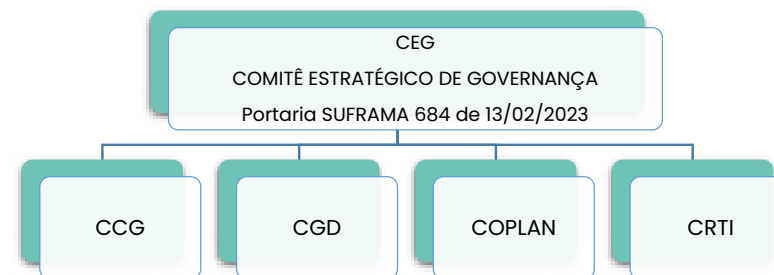 CEG
COMITÊ ESTRATÉGICO DE GOVERNANÇA
Portaria SUFRAMA 684 de 13/02/2023
CCG
CGD
COPLAN
CRTI